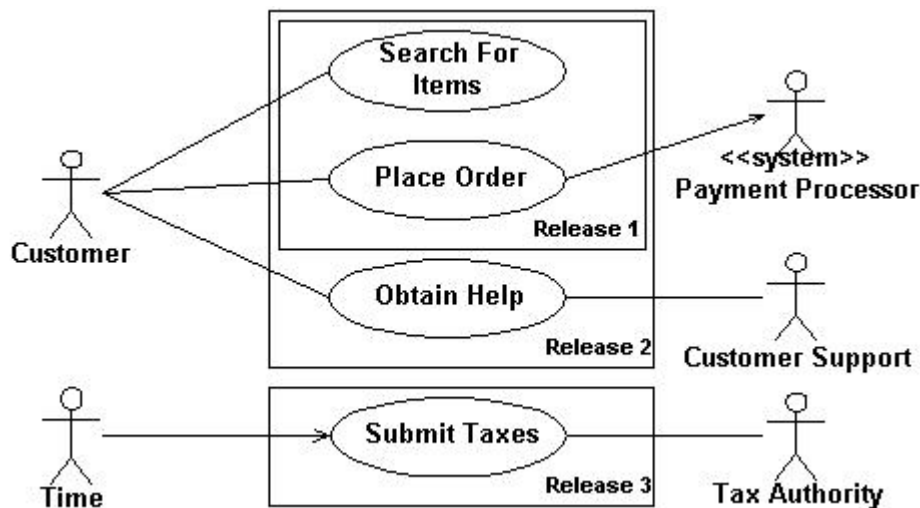 Search For
Items
<<system>>
Payment Processor
Place Order
Release 1
Customer
Obtain Help
Release 2
Customer Support
Submit Taxes
Release 3
Time
Tax Authority